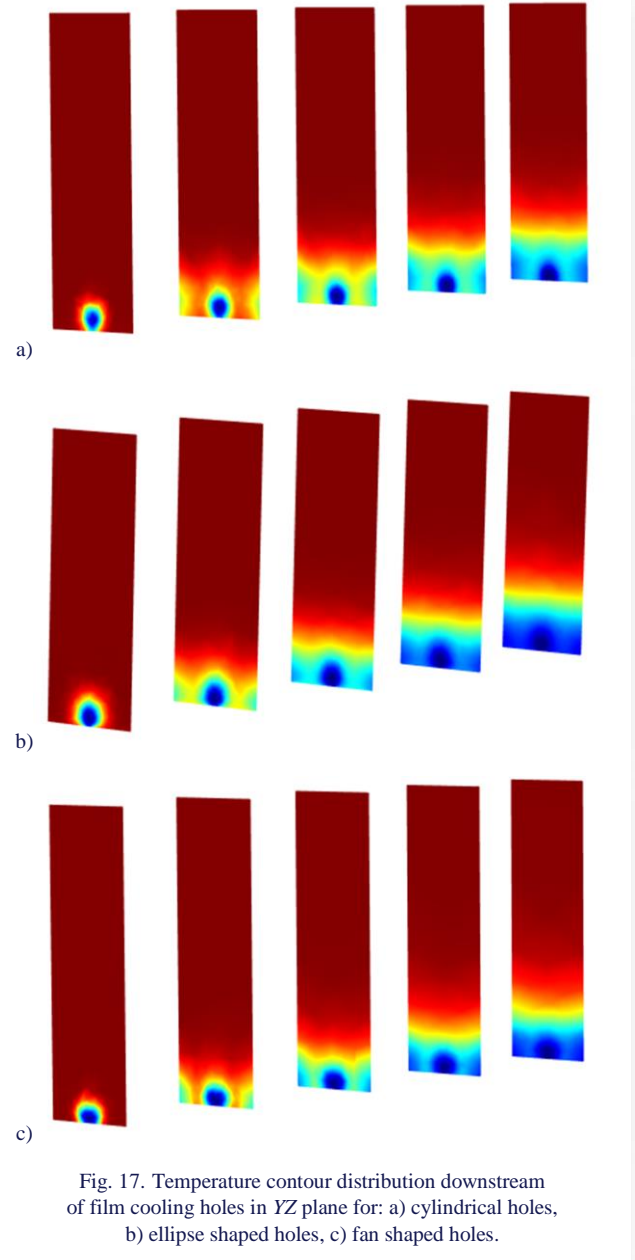 a)
b)
c)
Fig. 17. Temperature contour distribution downstream
of film cooling holes in YZ plane for: a) cylindrical holes,
b) ellipse shaped holes, c) fan shaped holes.